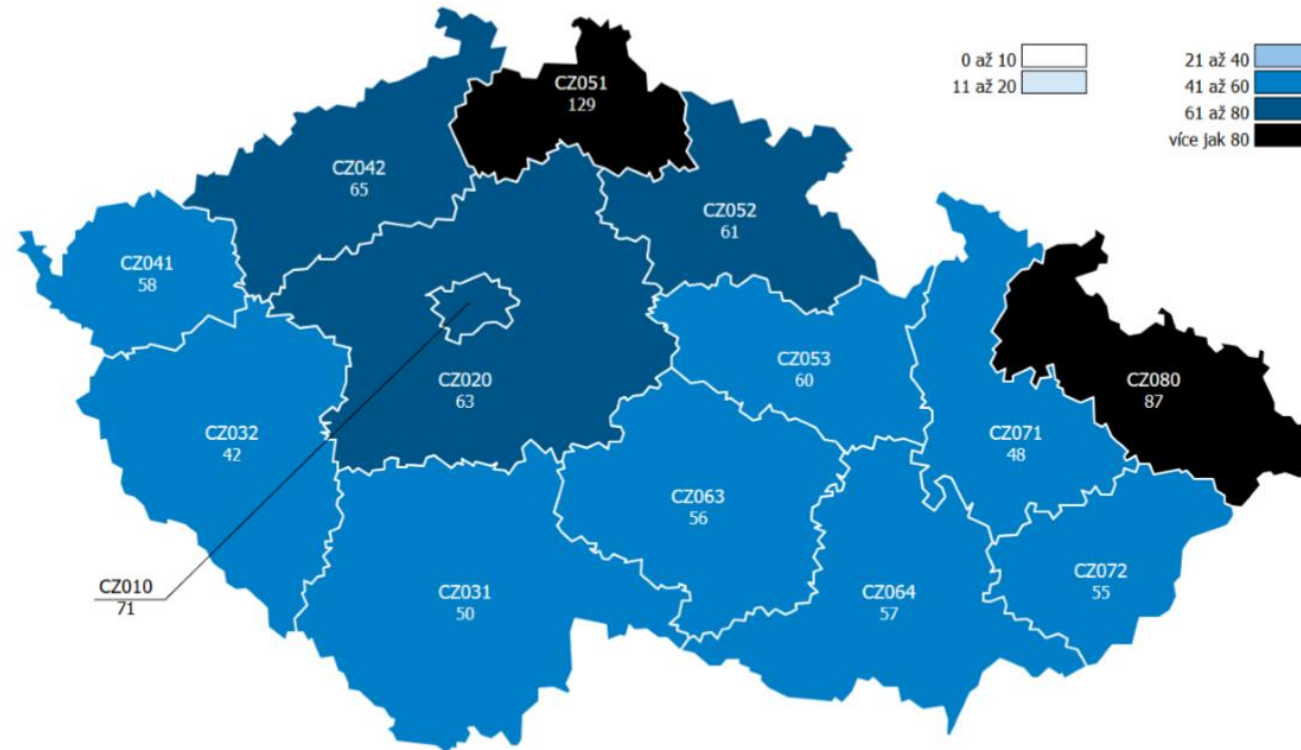 0 až 10
11 až 20
21 až 40
41 až 60
61 až 80
více jak 80
CZ051
129
CZ042
65
CZ052
61
CZ041
58
CZ053
60
CZ020
63
CZ080
87
CZ032
42
CZ071
48
CZ063
56
CZ010
71
CZ031
50
CZ064
57
CZ072
55